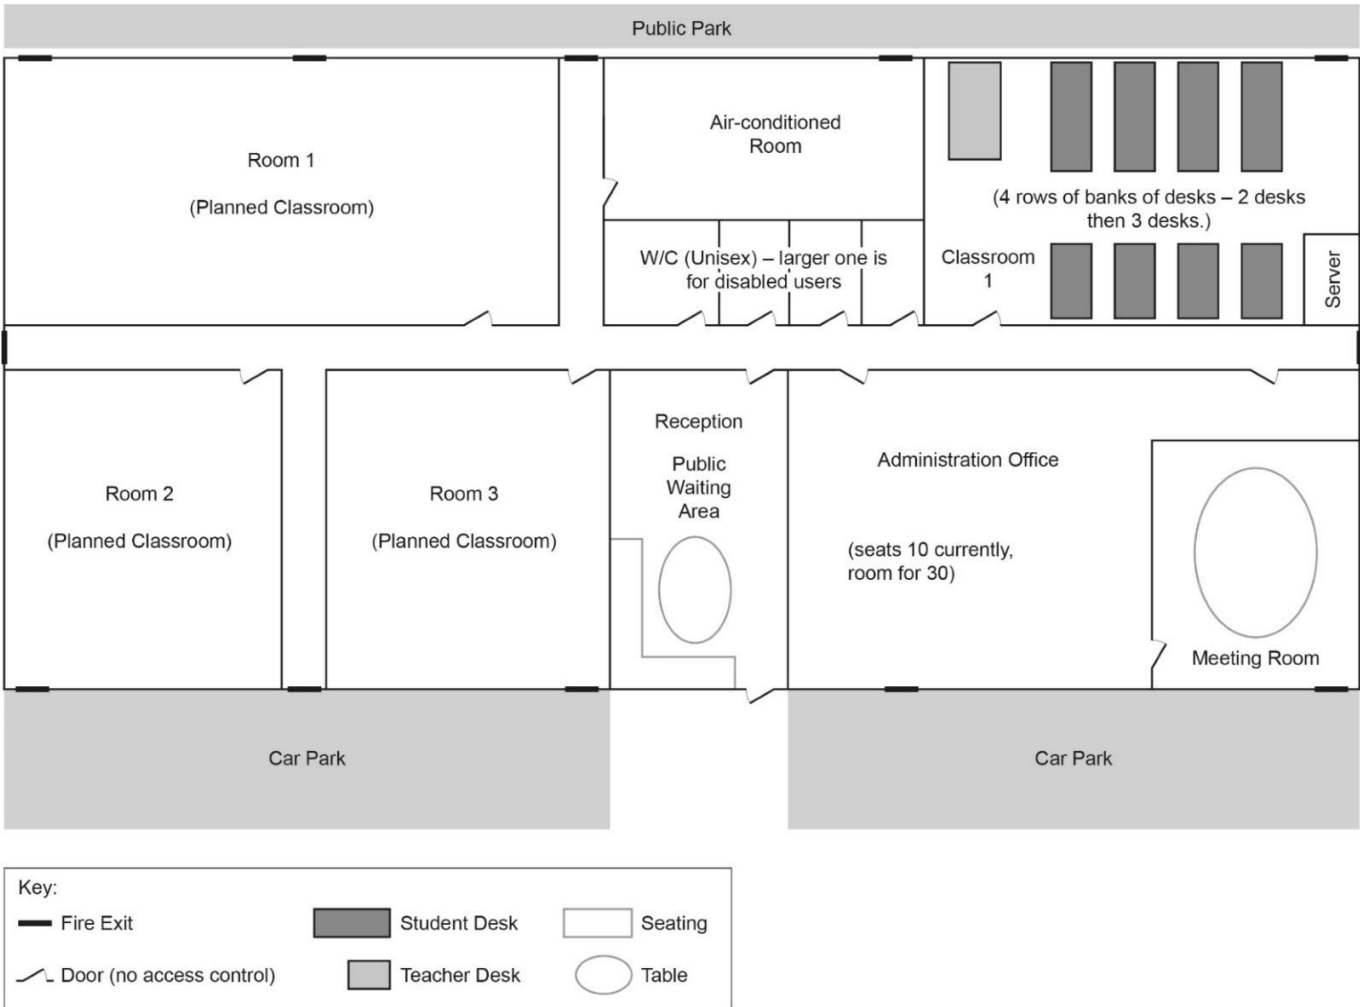 Public Park
Room 1
(Planned Classroom)
Air-conditioned
Room
(4 rows of banks of desks – 2 desks
then 3 desks.)
W/C (Unisex) – larger one is
for disabled users
Classroom
1
Server
Room 2
(Planned Classroom)
Room 3
(Planned Classroom)
Reception
Public
Waiting
Area
Administration Office
(seats 10 currently,
room for 30)
Meeting Room
Car Park
Car Park
Key:
Fire Exit
Student Desk
Seating
Door (no access control)
Teacher Desk
Table